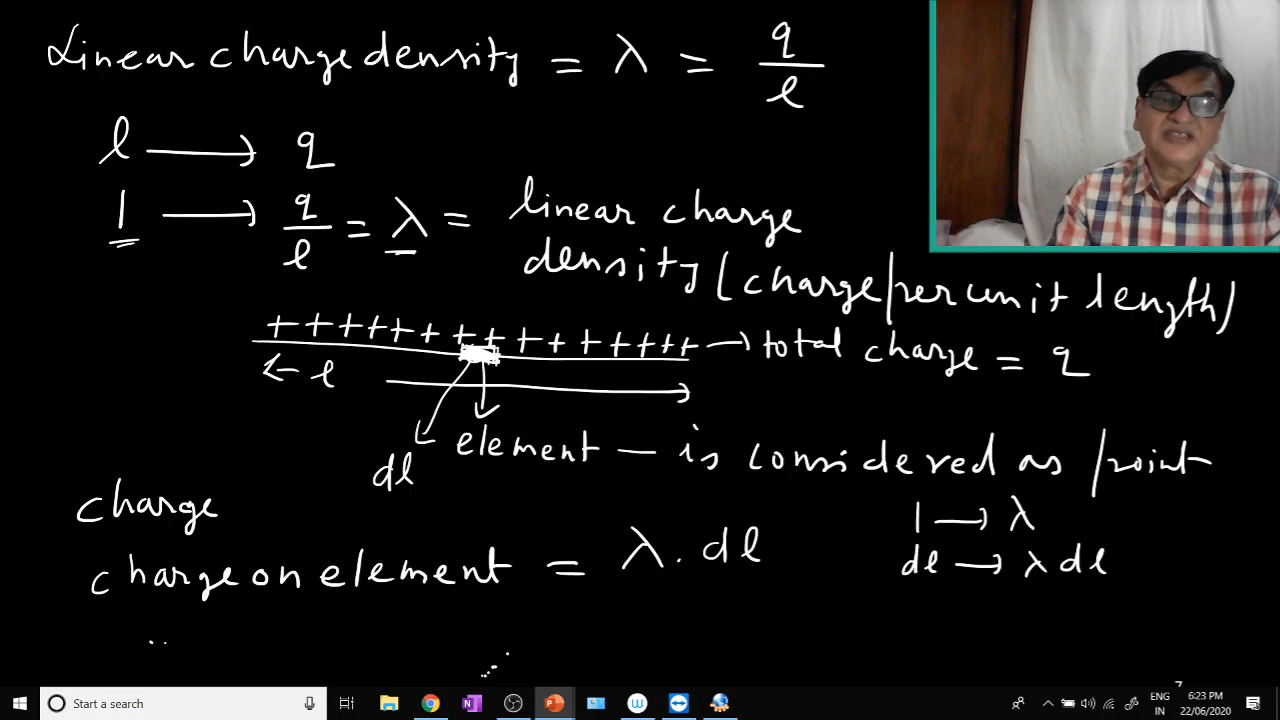 Linear charge density = λ = q/l
l → q
1 → q/l = λ = linear charge
density (charge per unit length)
+ + + + + + + + + + + + + + + → total charge = q
← l →
dl element — is considered as point
charge
1 → λ
charge on element = λ . dl
dl → λ dl
Start a search
ENG
IN
6:23 PM
22/06/2020